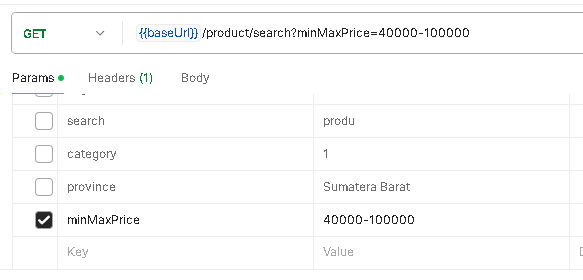 GET {{baseUrl}} /product/search?minMaxPrice=40000-100000
Params Headers (1) Body
search produ
category 1
province Sumatera Barat
minMaxPrice 40000-100000
Key Value